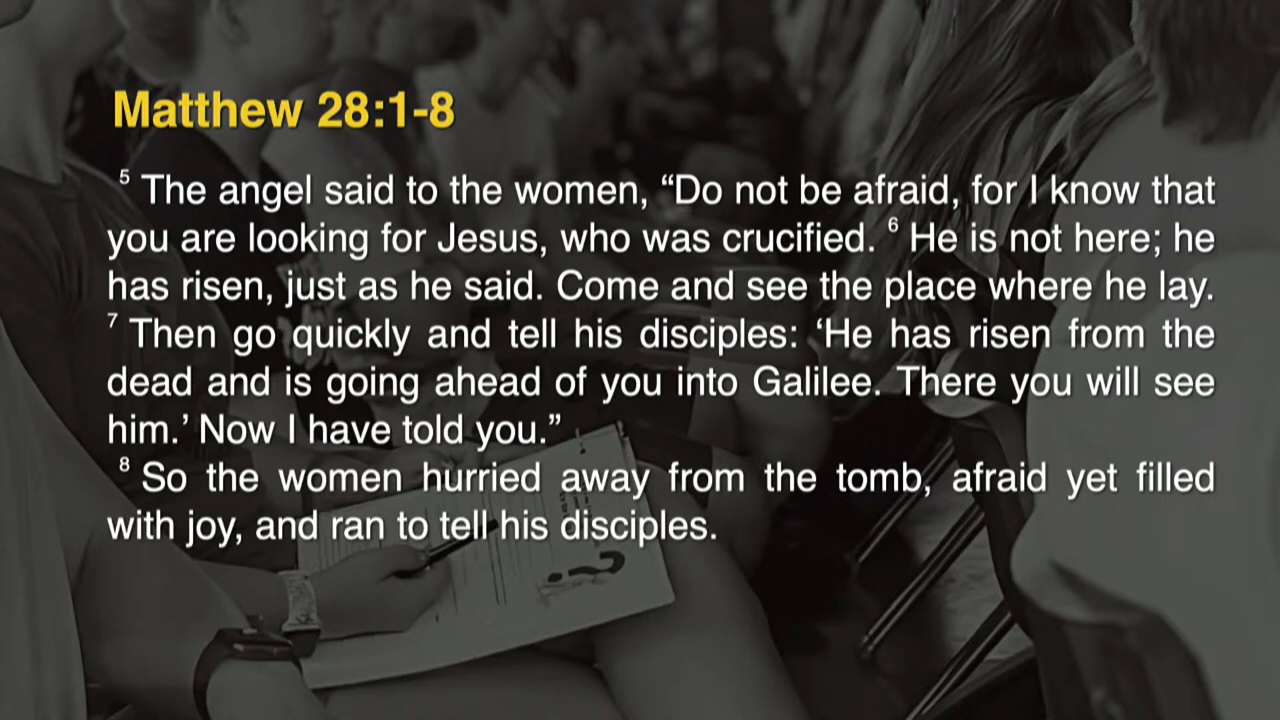 Matthew 28:1-8
5 The angel said to the women, “Do not be afraid, for I know that
you are looking for Jesus, who was crucified. 6 He is not here; he
has risen, just as he said. Come and see the place where he lay.
7 Then go quickly and tell his disciples: ‘He has risen from the
dead and is going ahead of you into Galilee. There you will see
him.’ Now I have told you.”
8 So the women hurried away from the tomb, afraid yet filled
with joy, and ran to tell his disciples.